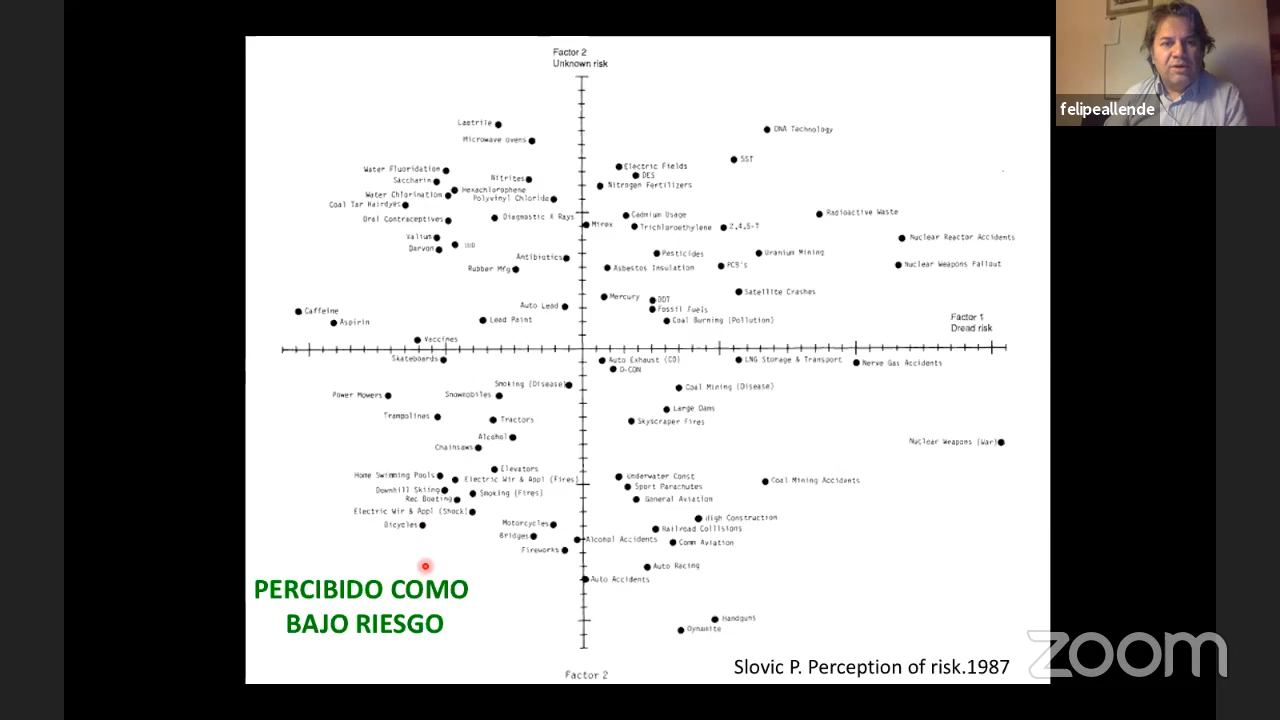 Factor 2
Unknown risk
felipeallende
Laetrile
Microwave ovens
DNA Technology
SST
Water Fluoridation
Electric Fields
DES
Saccharin
Nitrites
Nitrogen Fertilizers
Hexachlorophene
Water Chlorination
Polyvinyl Chloride
Coal Tar Hairdyes
Radioactive Waste
Diagnostic X Rays
Cadmium Usage
Oral Contraceptives
Mirex
Trichloroethylene
2,4,5-T
Valium
Nuclear Reactor Accidents
Darvon
Pesticides
Uranium Mining
Antibiotics
Rubber Mfg
Asbestos Insulation
PCB's
Nuclear Weapons Fallout
Satellite Crashes
Mercury
DDT
Auto Lead
Fossil Fuels
Caffeine
Aspirin
Lead Paint
Coal Burning (Pollution)
Factor 1
Dread risk
Vaccines
Skateboards
Auto Exhaust (CO)
LNG Storage & Transport
Nerve Gas Accidents
D-CON
Smoking (Disease)
Coal Mining (Disease)
Power Mowers
Snowmobiles
Large Dams
Trampolines
Tractors
Skyscraper Fires
Alcohol
Chainsaws
Nuclear Weapons (War)
Elevators
Home Swimming Pools
Electric Wir & Appl (Fires)
Underwater Const
Coal Mining Accidents
Downhill Skiing
Smoking (Fires)
Sport Parachutes
Rec Boating
General Aviation
Electric Wir & Appl (Shock)
High Construction
Bicycles
Motorcycles
Railroad Collisions
Bridges
Alcohol Accidents
Comm Aviation
Fireworks
Auto Racing
Auto Accidents
PERCIBIDO COMO
BAJO RIESGO
Handguns
Dynamite
Factor 2
Slovic P. Perception of risk.1987
zoom